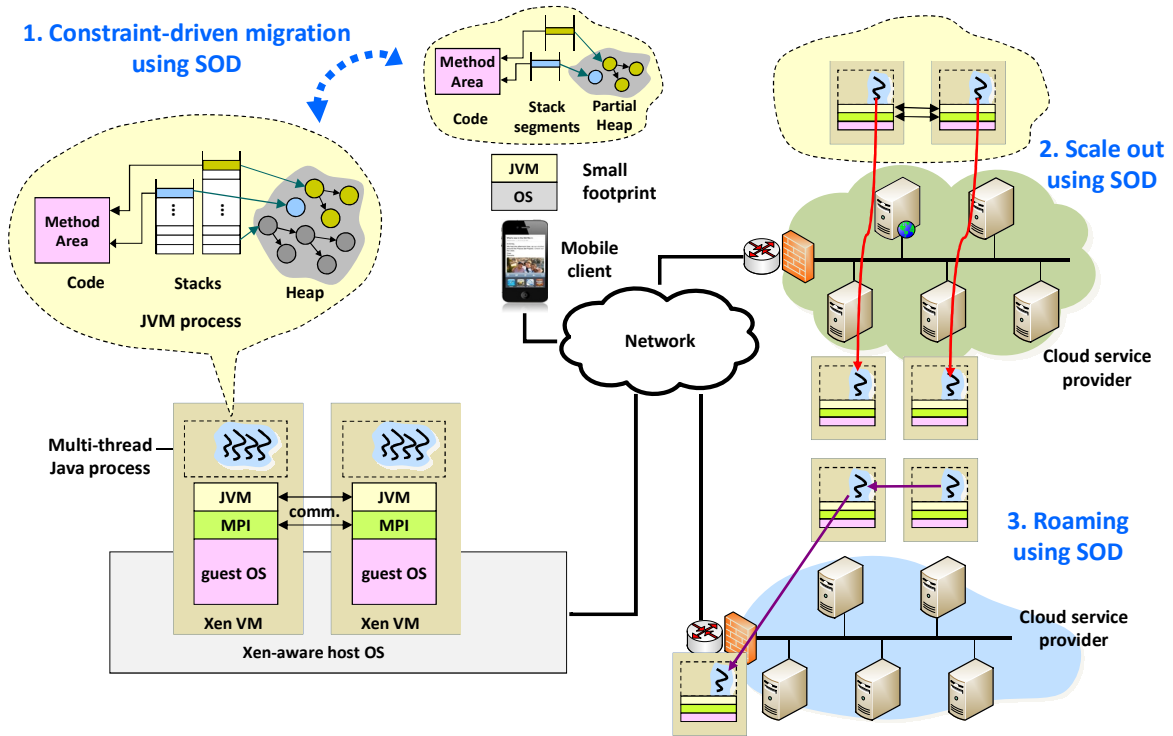 1. Constraint-driven migration
using SOD
Method
Area
Code
Stack
segments
Partial
Heap
JVM
OS
Small
footprint
Mobile
client
Method
Area
Code
⋮
⋮
Stacks
Heap
JVM process
2. Scale out
using SOD
Cloud service
provider
Network
Multi-thread
Java process
JVM
MPI
guest OS
Xen VM
comm.
JVM
MPI
guest OS
Xen VM
Xen-aware host OS
3. Roaming
using SOD
Cloud service
provider